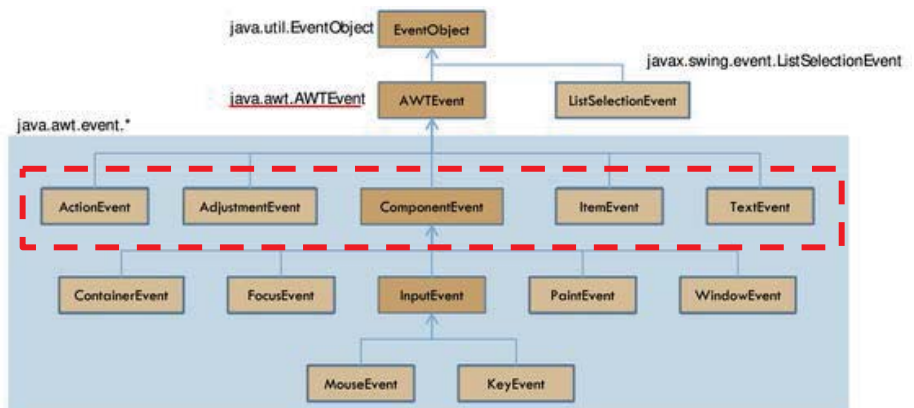 java.util.EventObject
EventObject
javax.swing.event.ListSelectionEvent
java.awt.AWTEvent
AWTEvent
ListSelectionEvent
java.awt.event.*
ActionEvent
AdjustmentEvent
ComponentEvent
ItemEvent
TextEvent
ContainerEvent
FocusEvent
InputEvent
PaintEvent
WindowEvent
MouseEvent
KeyEvent